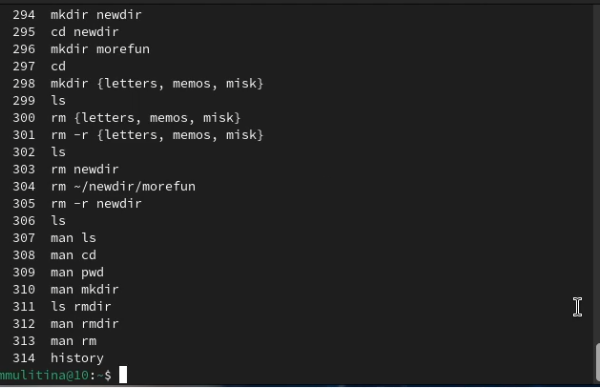 294 mkdir newdir
295 cd newdir
296 mkdir morefun
297 cd
298 mkdir {letters, memos, misk}
299 ls
300 rm {letters, memos, misk}
301 rm -r {letters, memos, misk}
302 ls
303 rm newdir
304 rm ~/newdir/morefun
305 rm -r newdir
306 ls
307 man ls
308 man cd
309 man pwd
310 man mkdir
311 ls rmdir
312 man rmdir
313 man rm
314 history
mmulitina@10:~$